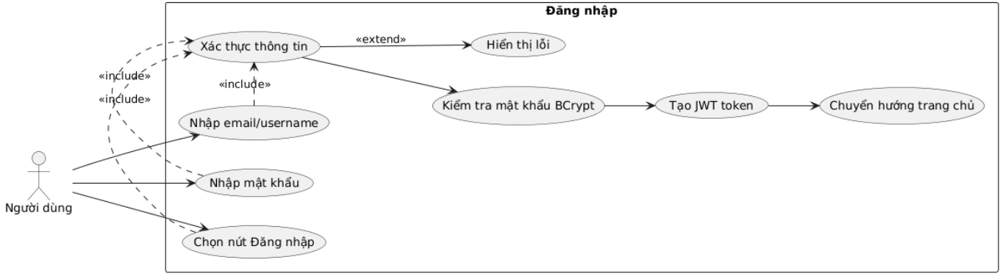 Đăng nhập
Xác thực thông tin
«extend»
Hiển thị lỗi
«include»
«include»
«include»
Kiểm tra mật khẩu BCrypt
Tạo JWT token
Chuyển hướng trang chủ
Nhập email/username
Nhập mật khẩu
Người dùng
Chọn nút Đăng nhập